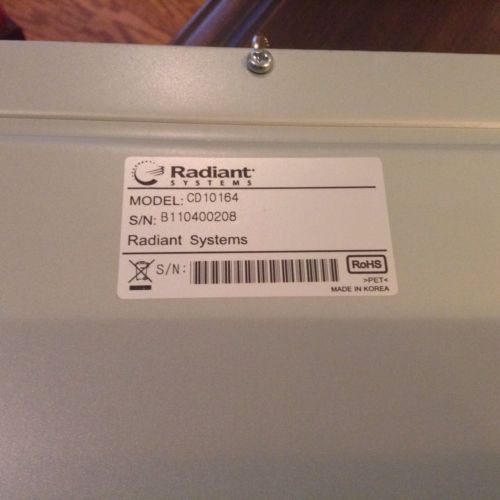 Radiant
SYSTEMS
MODEL: CD10164
S/N: B110400208
Radiant Systems
S/N:
RoHS
>PET<
MADE IN KOREA